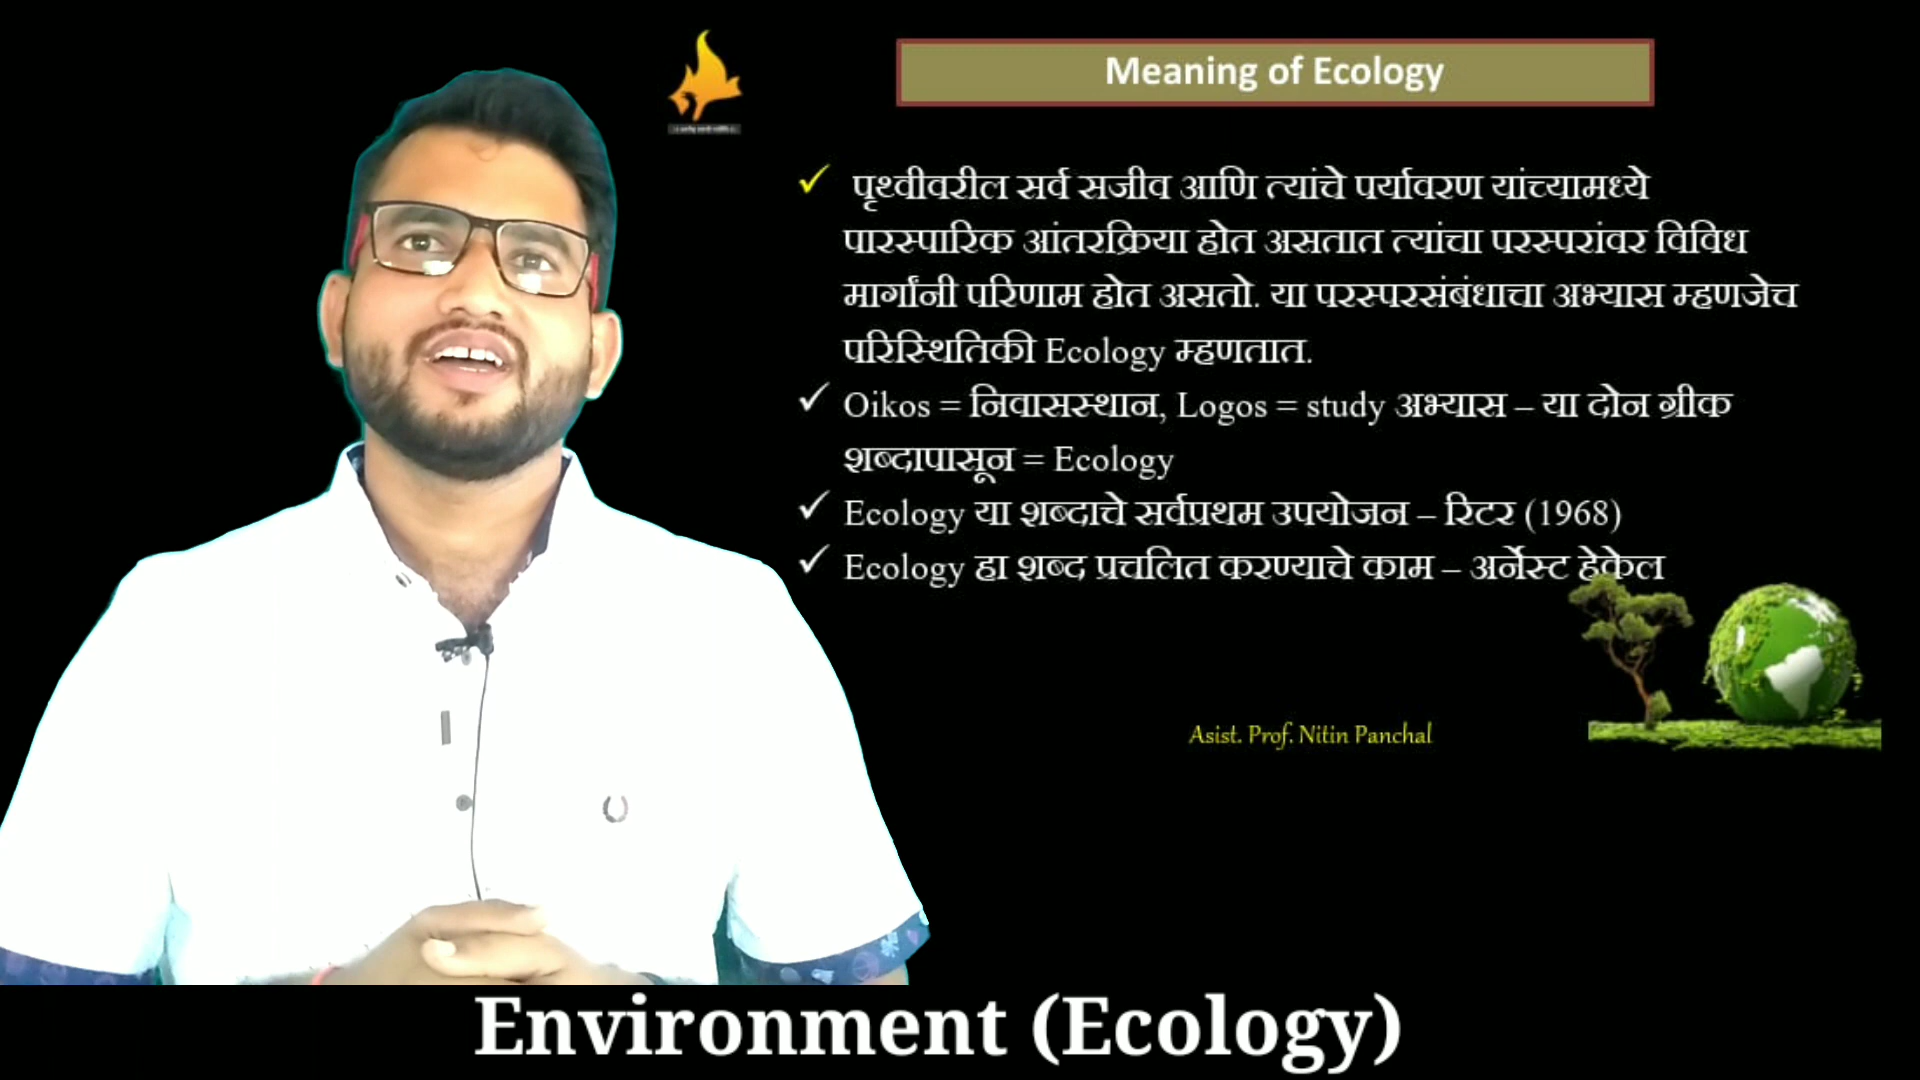 Meaning of Ecology
✓ पृथ्वीवरील सर्व सजीव आणि त्यांचे पर्यावरण यांच्यामध्ये
पारस्पारिक आंतरक्रिया होत असतात त्यांचा परस्परांवर विविध
मार्गांनी परिणाम होत असतो. या परस्परसंबंधाचा अभ्यास म्हणजेच
परिस्थितिकी Ecology म्हणतात.
✓ Oikos = निवासस्थान, Logos = study अभ्यास – या दोन ग्रीक
शब्दापासून = Ecology
✓ Ecology या शब्दाचे सर्वप्रथम उपयोजन – रिटर (1968)
✓ Ecology हा शब्द प्रचलित करण्याचे काम – अर्नेस्ट हेकेल
Asist. Prof. Nitin Panchal
Environment (Ecology)